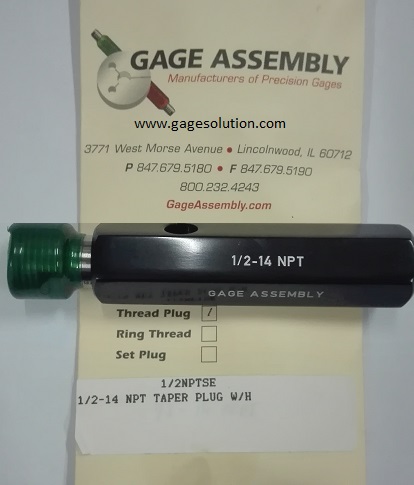 GAGE ASSEMBLY
Manufacturers of Precision Gages
www.gagesolution.com
3771 West Morse Avenue • Lincolnwood, IL 60712
P 847.679.5180 • F 847.679.5190
800.232.4243
GageAssembly.com
1/2-14 NPT
GAGE ASSEMBLY
Thread Plug /
Ring Thread
Set Plug
1/2NPTSE
1/2-14 NPT TAPER PLUG W/H